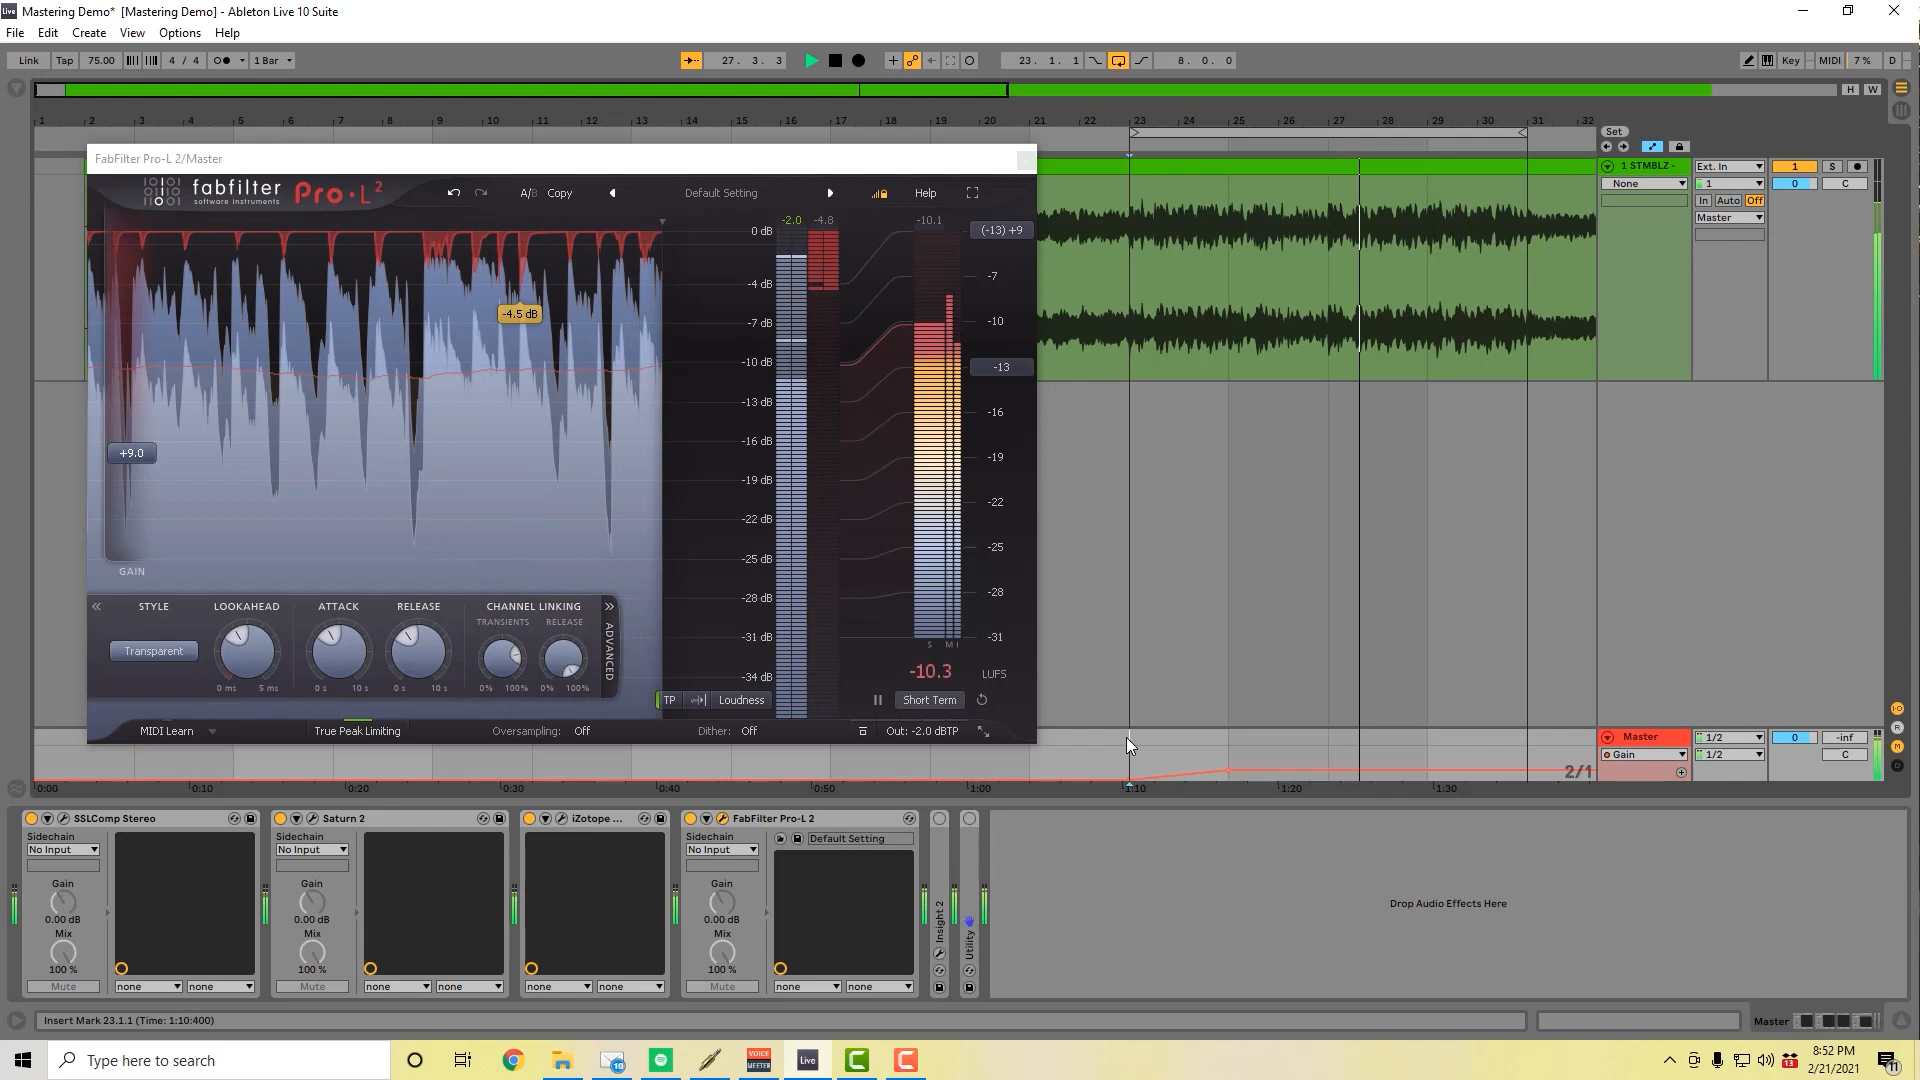 Mastering Demo* [Mastering Demo] - Ableton Live 10 Suite
File Edit Create View Options Help
Link Tap 75.00 4 / 4 1 Bar 27. 3. 3 23. 1. 1 8. 0. 0 Key MIDI 7 % D
H W
1 2 3 4 5 6 7 8 9 10 11 12 13 14 15 16 17 18 19 20 21 22 23 24 25 26 27 28 29 30 31 32
Set
FabFilter Pro-L 2/Master
fabfilter
software instruments
Pro·L 2
A/B Copy Default Setting Help
-2.0 -4.8 -10.1
0 dB
-4 dB
-7 dB
-10 dB
-13 dB
-16 dB
-19 dB
-22 dB
-25 dB
-28 dB
-31 dB
-34 dB
(-13) +9
-7
-10
-13
-16
-19
-22
-25
-28
-31
-4.5 dB
+9.0
GAIN
S M I
-10.3 LUFS
STYLE LOOKAHEAD ATTACK RELEASE CHANNEL LINKING
TRANSIENTS RELEASE
Transparent
0 ms 5 ms 0 s 10 s 0 s 10 s 0% 100% 0% 100%
ADVANCED
TP Loudness Short Term
MIDI Learn True Peak Limiting Oversampling: Off Dither: Off Out: -2.0 dBTP
1 STMBLZ - Ext. In 1 S
None 1 0 C
In Auto Off
Master
Master 1/2 0 -inf
Gain 1/2 C
2/1
0:00 0:10 0:20 0:30 0:40 0:50 1:00 1:10 1:20 1:30
SSLComp Stereo Saturn 2 iZotope ... FabFilter Pro-L 2
Sidechain Sidechain Sidechain
No Input No Input No Input
Default Setting
Gain Gain Gain
0.00 dB 0.00 dB 0.00 dB
Mix Mix Mix
100 % 100 % 100 %
Mute none none Mute none none none none Mute none none
Insight 2
Utility
Drop Audio Effects Here
Insert Mark 23.1.1 (Time: 1:10:400)
Master
Type here to search
10
VOICE
MEETER
Live
13
8:52 PM
2/21/2021
11